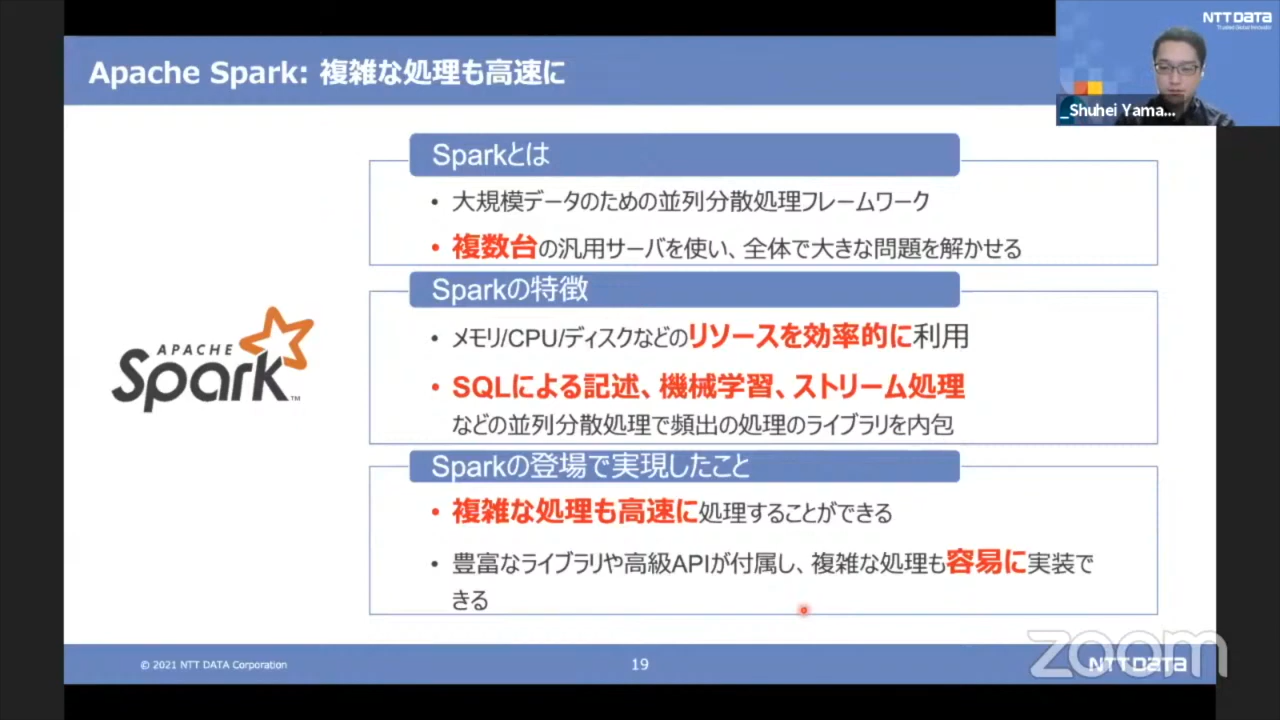 NTT DATA
Trusted Global Innovator
_Shuhei Yama...
Apache Spark: 複雑な処理も高速に
Sparkとは
• 大規模データのための並列分散処理フレームワーク
• 複数台の汎用サーバを使い、全体で大きな問題を解かせる
Sparkの特徴
• メモリ/CPU/ディスクなどのリソースを効率的に利用
• SQLによる記述、機械学習、ストリーム処理
などの並列分散処理で頻出の処理のライブラリを内包
APACHE
Spark™
Sparkの登場で実現したこと
• 複雑な処理も高速に処理することができる
• 豊富なライブラリや高級APIが付属し、複雑な処理も容易に実装で
きる
© 2021 NTT DATA Corporation
19
zoom
NTT DATA